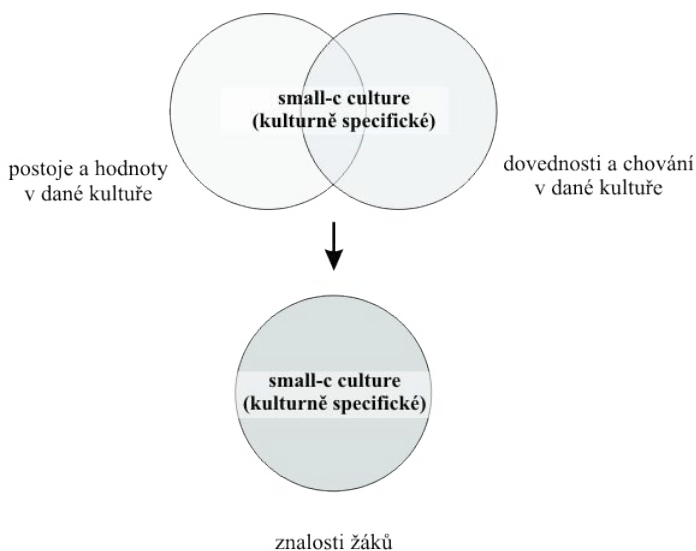 small-c culture
(kulturně specifické)
postoje a hodnoty
v dané kultuře
dovednosti a chování
v dané kultuře
small-c culture
(kulturně specifické)
znalosti žáků